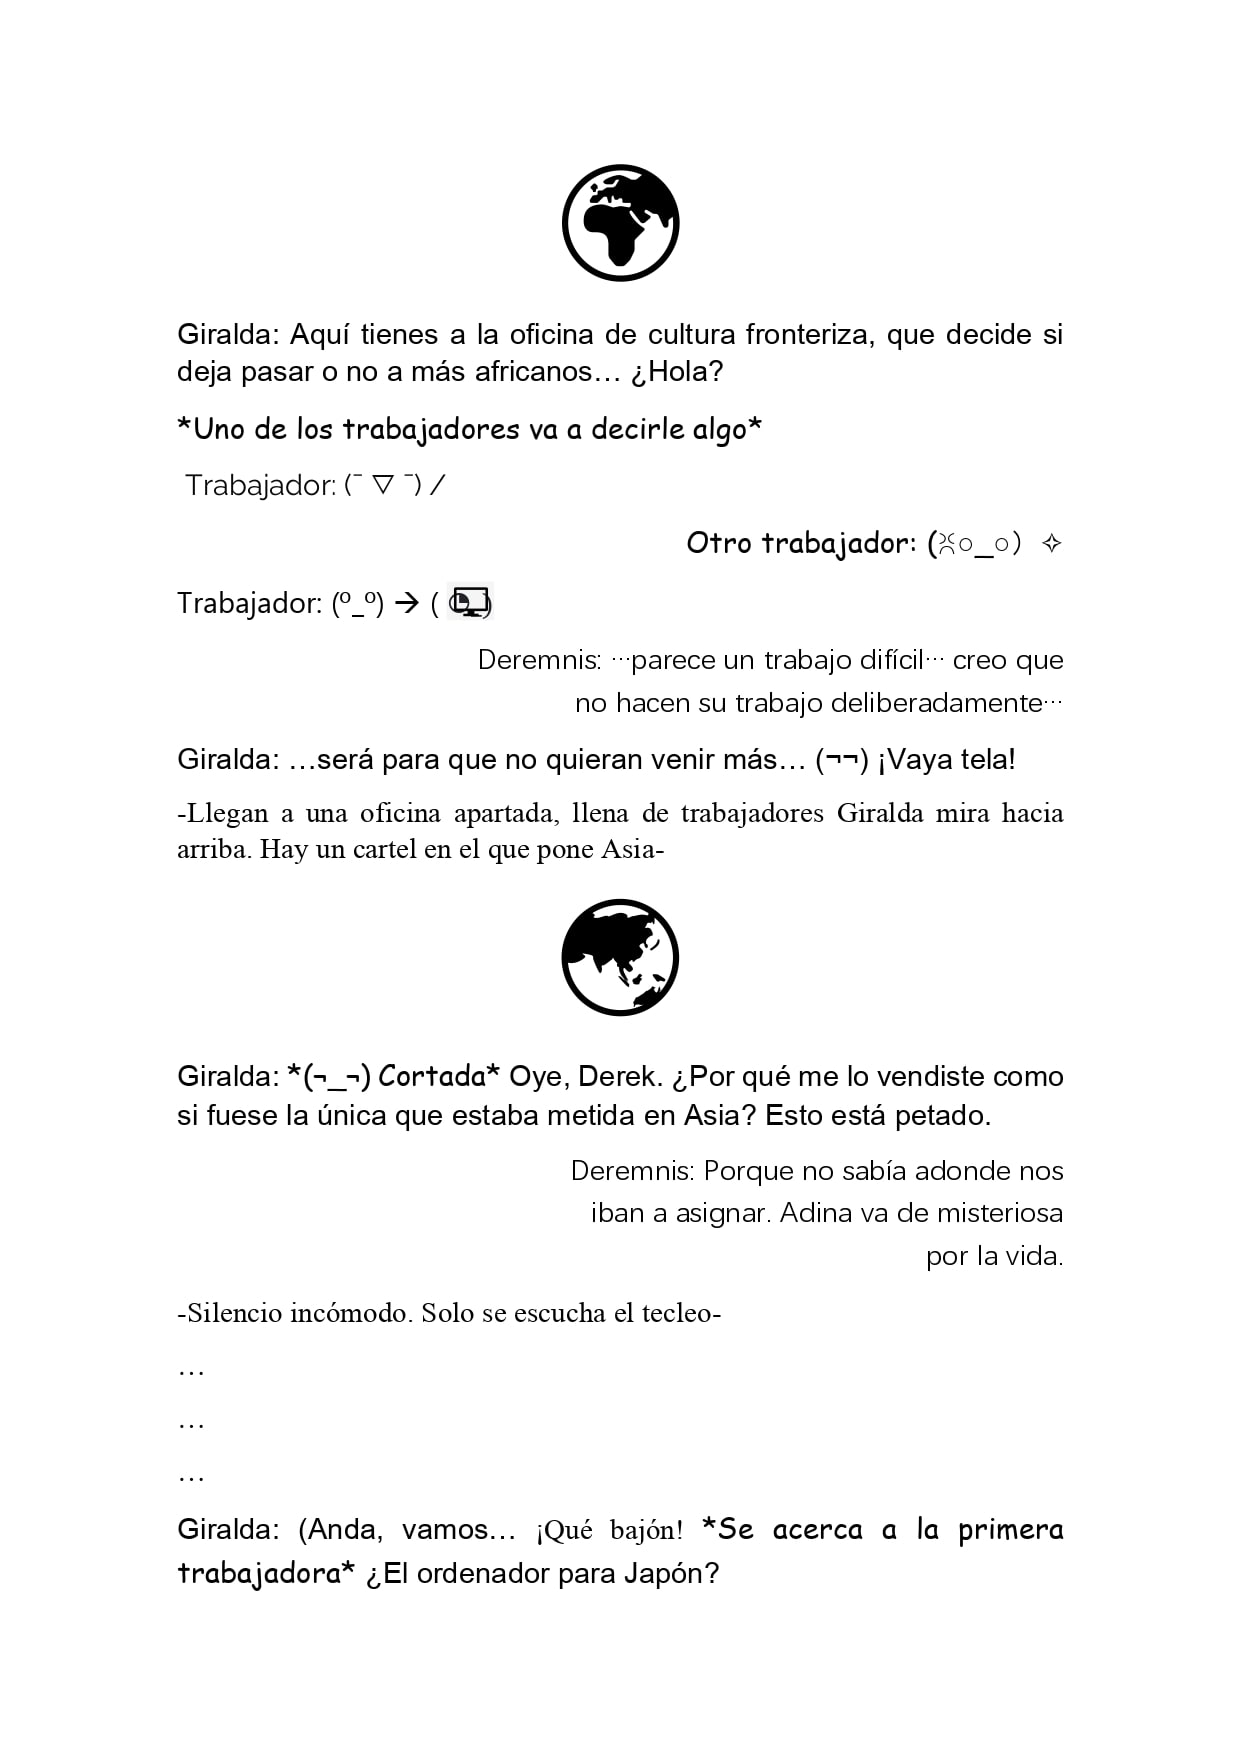 Giralda: Aquí tienes a la oficina de cultura fronteriza, que decide si
deja pasar o no a más africanos… ¿Hola?
*Uno de los trabajadores va a decirle algo*
Trabajador: (¯ ▽ ¯) /
Otro trabajador: (ꐦ○_○) ✧
Trabajador: (º_º) → ( )
Deremnis: …parece un trabajo difícil… creo que
no hacen su trabajo deliberadamente…
Giralda: …será para que no quieran venir más… (¬¬) ¡Vaya tela!
-Llegan a una oficina apartada, llena de trabajadores Giralda mira hacia
arriba. Hay un cartel en el que pone Asia-
Giralda: *(¬_¬) Cortada* Oye, Derek. ¿Por qué me lo vendiste como
si fuese la única que estaba metida en Asia? Esto está petado.
Deremnis: Porque no sabía adonde nos
iban a asignar. Adina va de misteriosa
por la vida.
-Silencio incómodo. Solo se escucha el tecleo-
…
…
…
Giralda: (Anda, vamos… ¡Qué bajón! *Se acerca a la primera
trabajadora* ¿El ordenador para Japón?